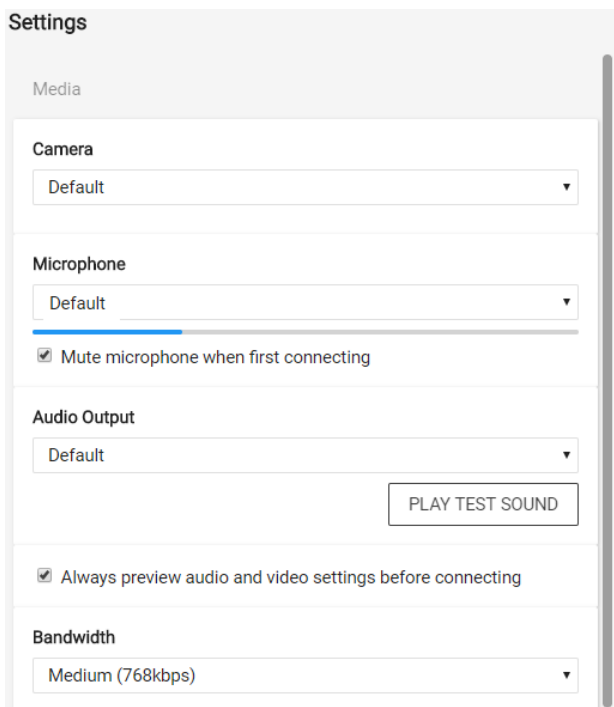 Settings
Media
Camera
Default
Microphone
Default
Mute microphone when first connecting
Audio Output
Default
PLAY TEST SOUND
Always preview audio and video settings before connecting
Bandwidth
Medium (768kbps)